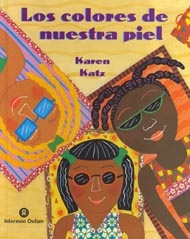 Los colores de
nuestra piel
Karen
Katz
Intermón Oxfam